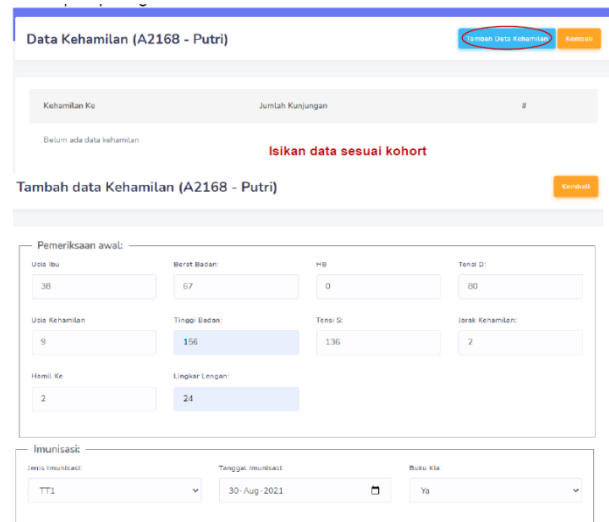 Data Kehamilan (A2168 - Putri)
Tambah Data Kehamilan
Kembali
Kehamilan Ke
Jumlah Kunjungan
#
Belum ada data kehamilan
Isikan data sesuai kohort
Tambah data Kehamilan (A2168 - Putri)
Kembali
Pemeriksaan awal:
Usia Ibu
Berat Badan:
HB
Tensi D:
38
67
0
80
Usia Kehamilan
Tinggi Badan:
Tensi S:
Jarak Kehamilan:
9
156
136
2
Hamil Ke
Lingkar Lengan:
2
24
Imunisasi:
Jenis Imunisasi:
Tanggal Imunisasi:
Buku Kia:
TT1
30-Aug-2021
Ya